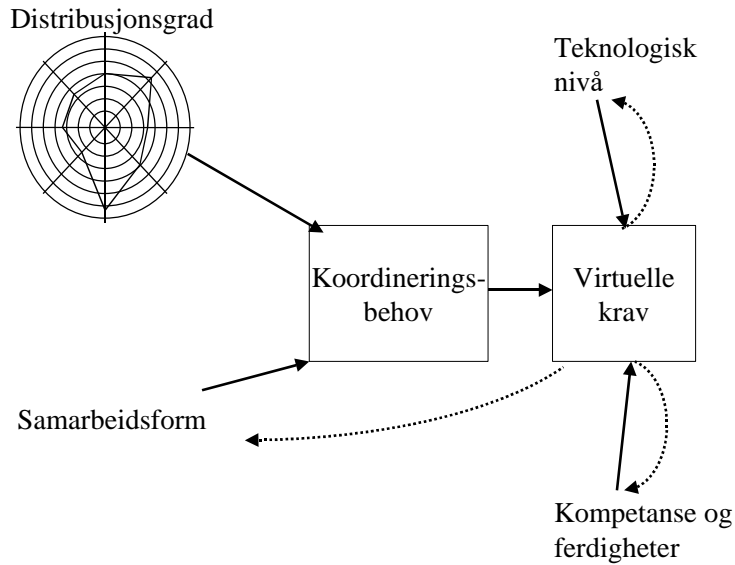 Distribusjonsgrad
Teknologisk
nivå
Koordinerings-
behov
Virtuelle
krav
Samarbeidsform
Kompetanse og
ferdigheter